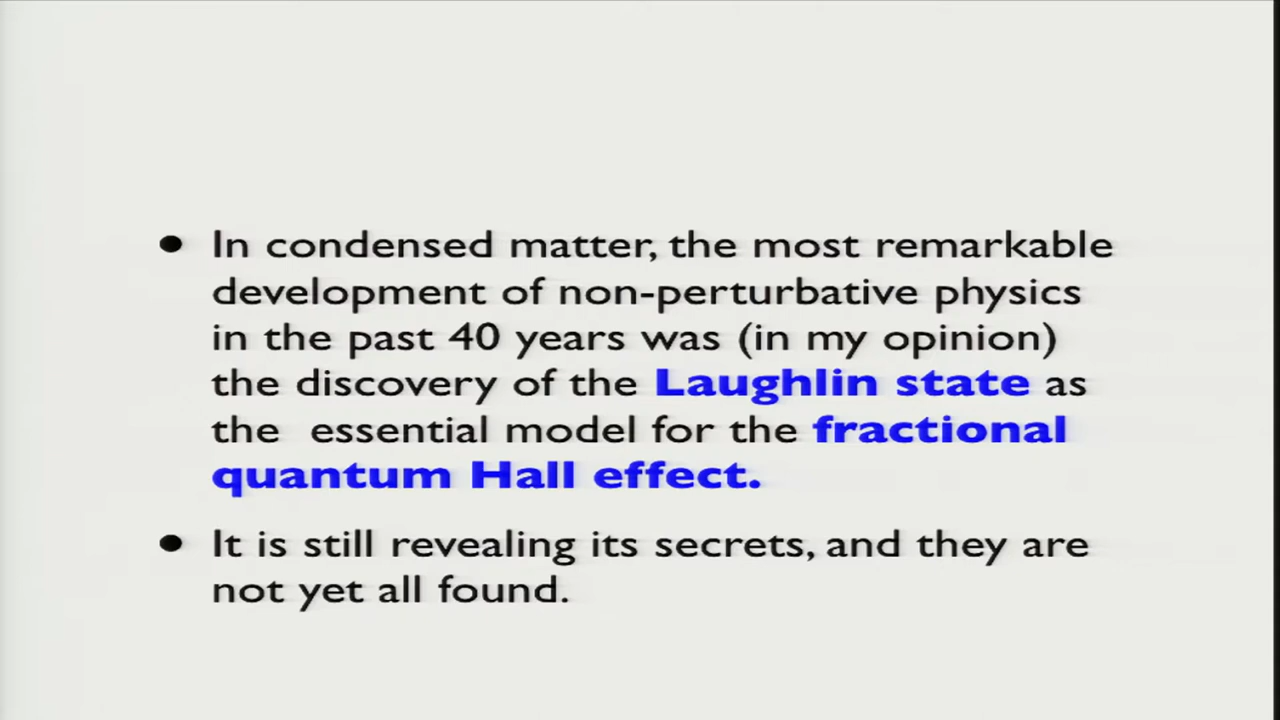 • In condensed matter, the most remarkable
development of non-perturbative physics
in the past 40 years was (in my opinion)
the discovery of the Laughlin state as
the essential model for the fractional
quantum Hall effect.
• It is still revealing its secrets, and they are
not yet all found.